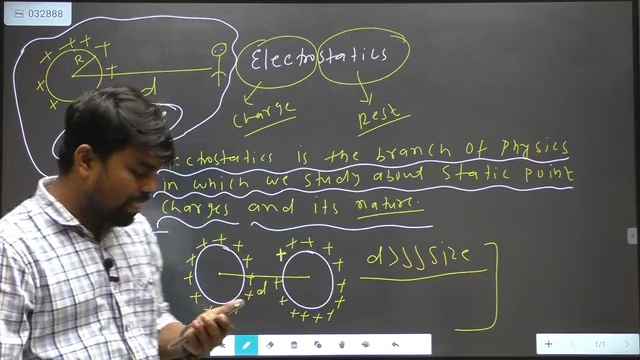 032888
R
d
Electrostatics
Charge
Rest
ectrostatics is the branch of physics
in which we study about static point
Charges and its nature.
d
d>>>size
1/1